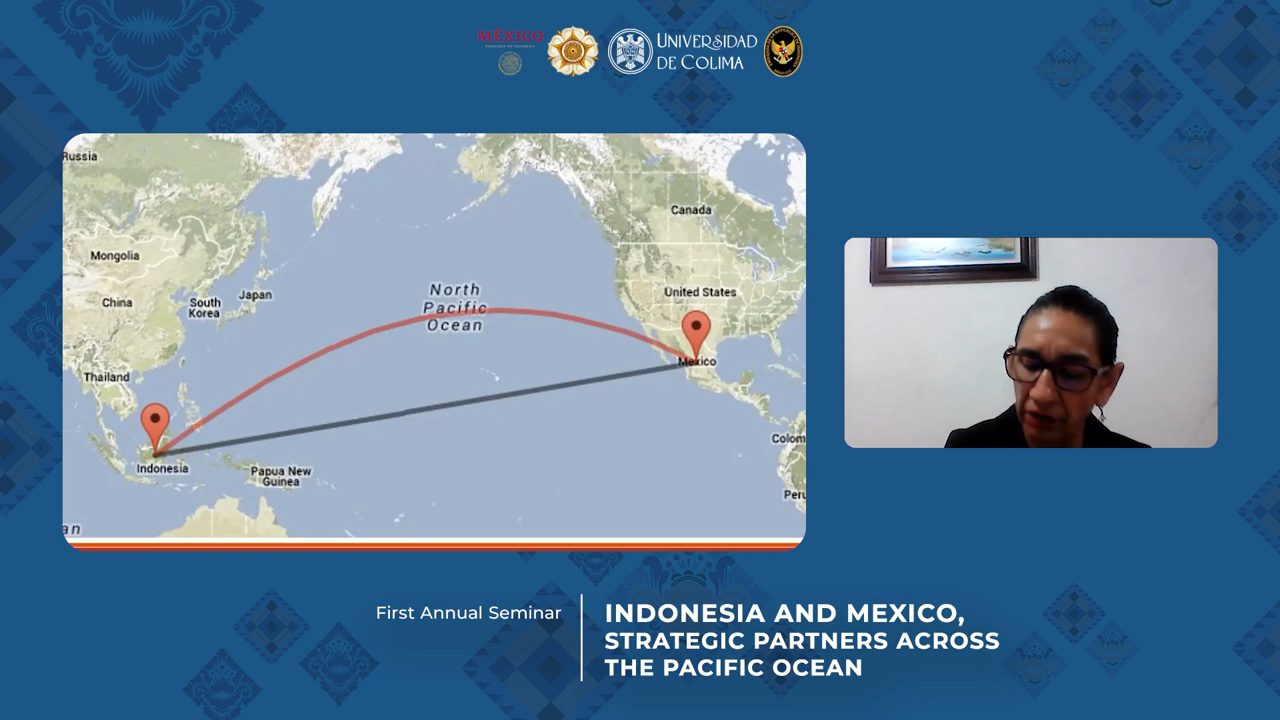 MÉXICO
UNIVERSIDAD
DE COLIMA
Russia
Canada
Mongolia
North
Pacific
Ocean
United States
Japan
China
South
Korea
Mexico
Thailand
Colom
Indonesia
Papua New
Guinea
Peru
an
First Annual Seminar
INDONESIA AND MEXICO,
STRATEGIC PARTNERS ACROSS
THE PACIFIC OCEAN